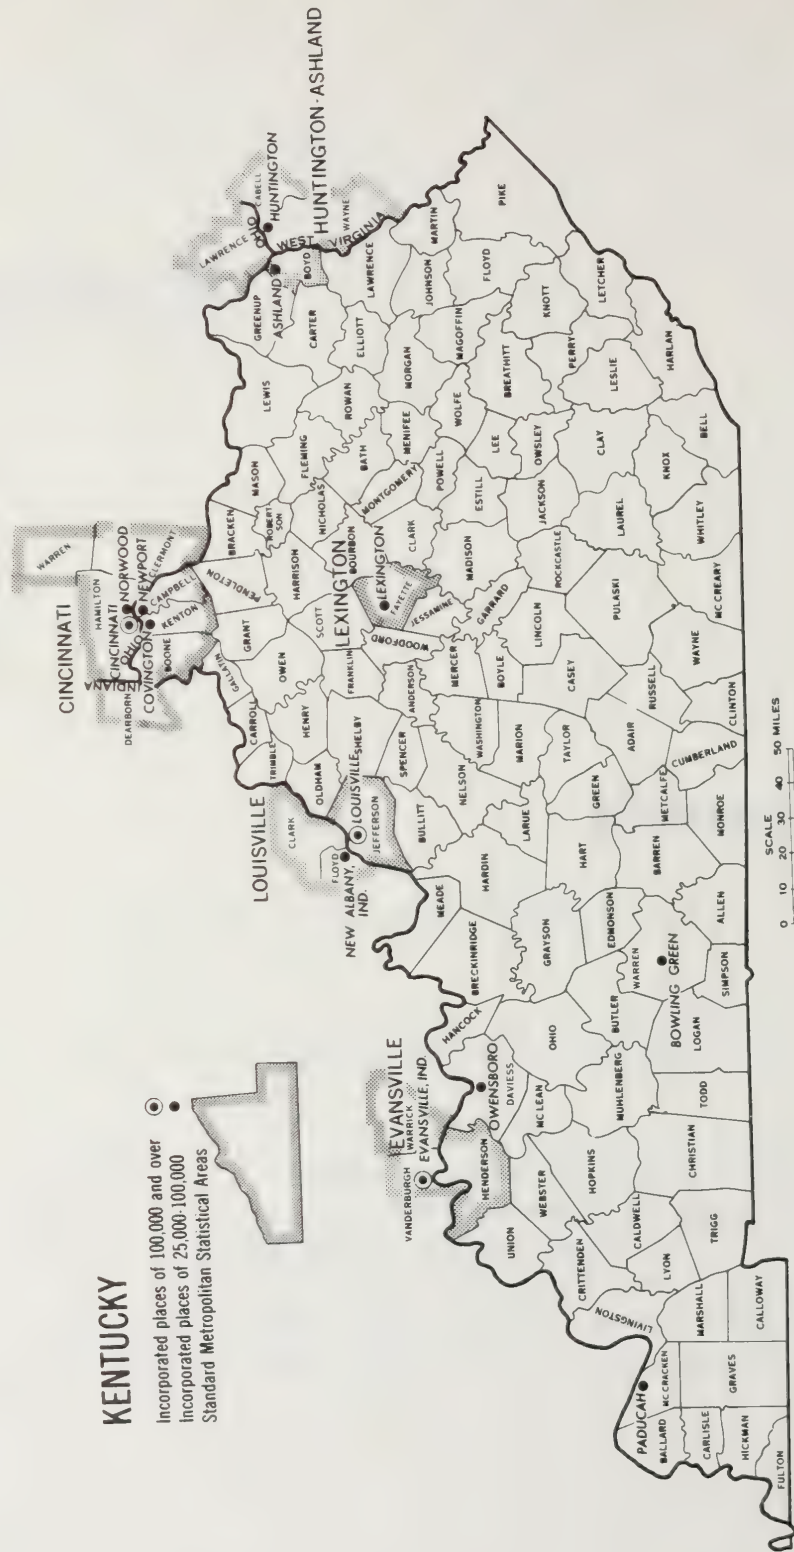 KENTUCKY
Incorporated places of 100,000 and over
Incorporated places of 25,000-100,000
Standard Metropolitan Statistical Areas
CINCINNATI
WARREN
HAMILTON
CLERMONT
DEARBORN
INDIANA
OHIO
CINCINNATI
NORWOOD
NEWPORT
COVINGTON
BOONE
KENTON
CAMPBELL
HUNTINGTON-ASHLAND
LAWRENCE
OHIO
CABELL
HUNTINGTON
WAYNE
WEST VIRGINIA
ASHLAND
BOYD
GREENUP
CARTER
LAWRENCE
ELLIOTT
LEWIS
ROWAN
MASON
FLEMING
BATH
BRACKEN
ROBERT-
SON
NICHOLAS
PENDLETON
HARRISON
BOURBON
GRANT
GALLATIN
OWEN
SCOTT
CARROLL
TRIMBLE
HENRY
FRANKLIN
OLDHAM
SHELBY
LOUISVILLE
CLARK
FLOYD
NEW ALBANY,
IND.
LOUISVILLE
JEFFERSON
LEXINGTON
LEXINGTON
FAYETTE
WOODFORD
JESSAMINE
CLARK
MONTGOMERY
MENIFEE
MORGAN
MARTIN
JOHNSON
MAGOFFIN
FLOYD
PIKE
WOLFE
POWELL
ESTILL
LEE
BREATHITT
KNOTT
LETCHER
PERRY
LESLIE
HARLAN
OWSLEY
JACKSON
CLAY
MADISON
GARRARD
ROCKCASTLE
LAUREL
KNOX
BELL
WHITLEY
ANDERSON
MERCER
BOYLE
LINCOLN
PULASKI
MC CREARY
SPENCER
WASHINGTON
MARION
CASEY
RUSSELL
WAYNE
CLINTON
BULLITT
NELSON
TAYLOR
ADAIR
CUMBERLAND
LARUE
GREEN
METCALFE
MONROE
MEADE
HARDIN
HART
BARREN
ALLEN
BRECKINRIDGE
GRAYSON
EDMONSON
WARREN
BOWLING GREEN
SIMPSON
HANCOCK
OHIO
BUTLER
LOGAN
EVANSVILLE
WARRICK
EVANSVILLE, IND.
VANDERBURGH
OWENSBORO
DAVIESS
MC LEAN
MUHLENBERG
TODD
HENDERSON
WEBSTER
HOPKINS
CHRISTIAN
UNION
CRITTENDEN
CALDWELL
LYON
TRIGG
LIVINGSTON
MARSHALL
CALLOWAY
PADUCAH
MC CRACKEN
BALLARD
CARLISLE
GRAVES
HICKMAN
FULTON
SCALE
0 10 20 30 40 50 MILES